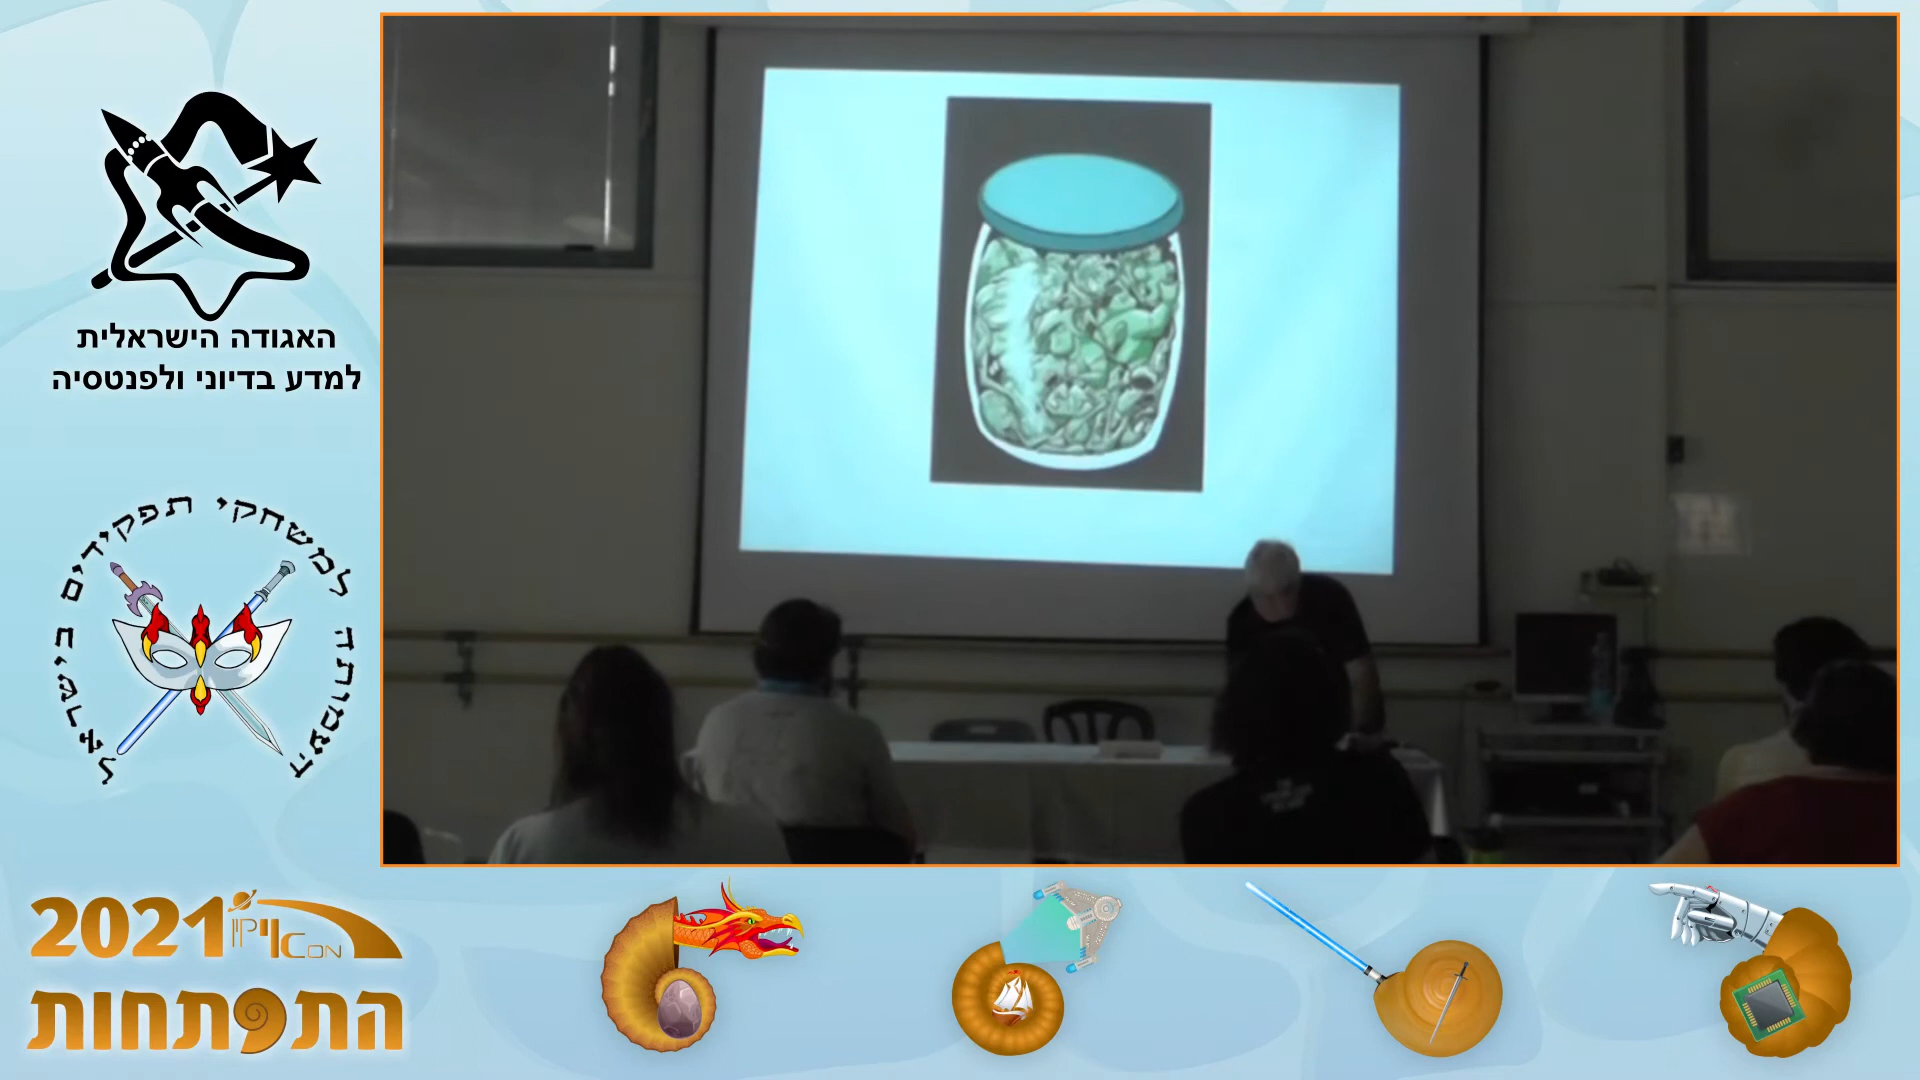 האגודה הישראלית
למדע בדיוני ולפנטסיה
העמותה למשחקי תפקידים בישראל
2021 אייקון ICON
התפתחות